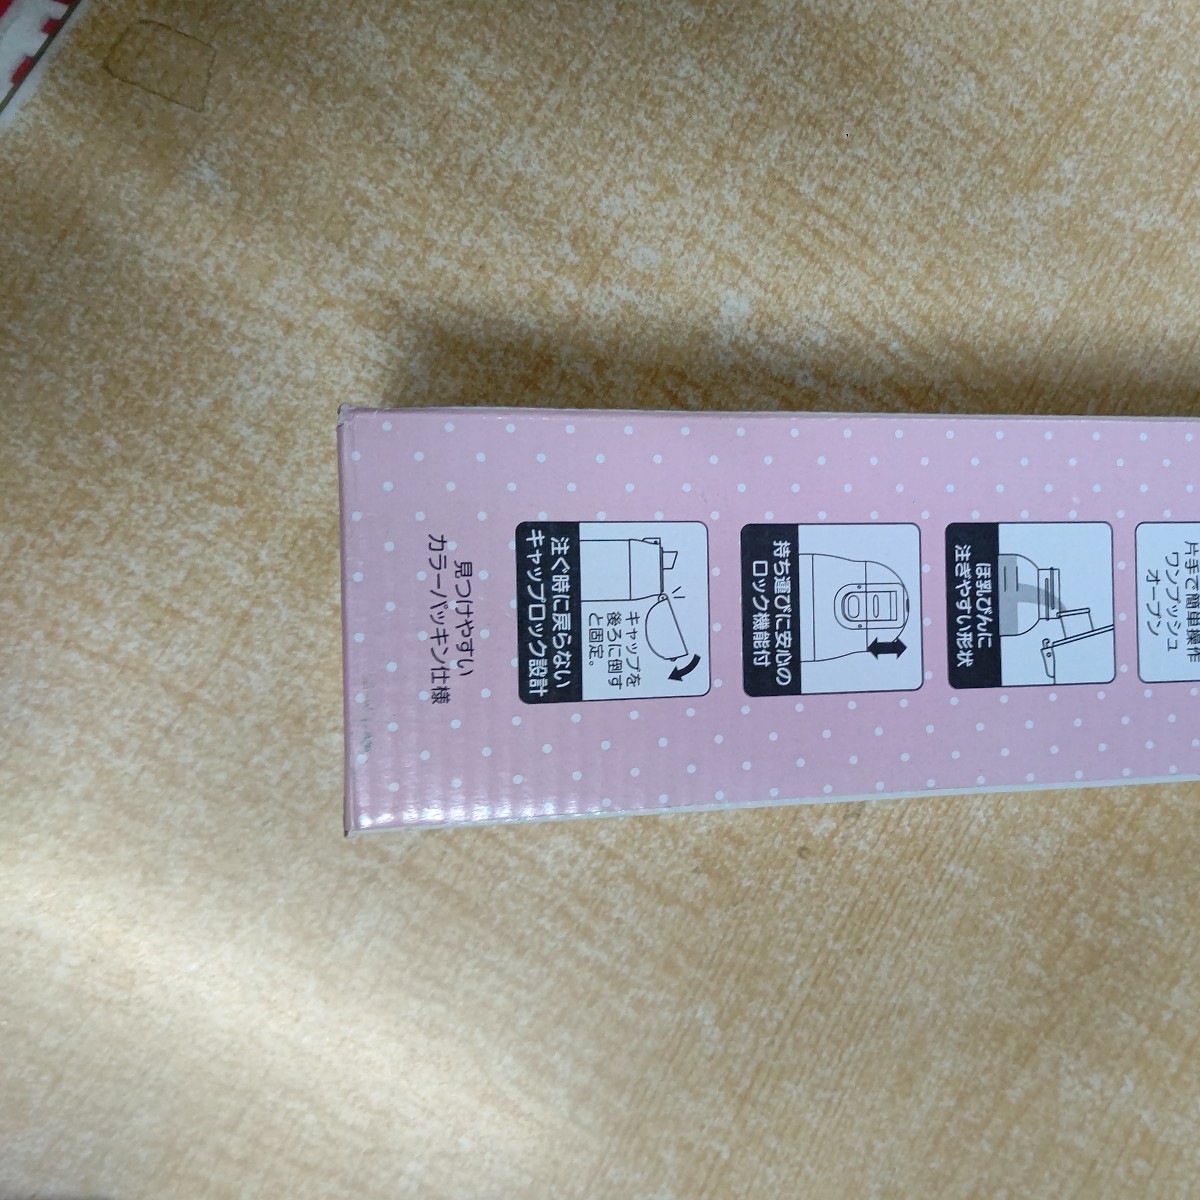 片手で簡単操作
ワンプッシュ
オープン
ほ乳びんに
注ぎやすい形状
持ち運びに安心の
ロック機能付
注ぐ時に戻らない
キャップロック設計
キャップを
後ろに倒す
と固定。
見つけやすい
カラーパッキン仕様